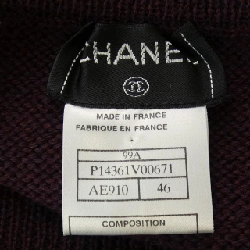 CHANEL
MADE IN FRANCE
FABRIQUE EN FRANCE
99A
P14361V00671
AE910 46
COMPOSITION